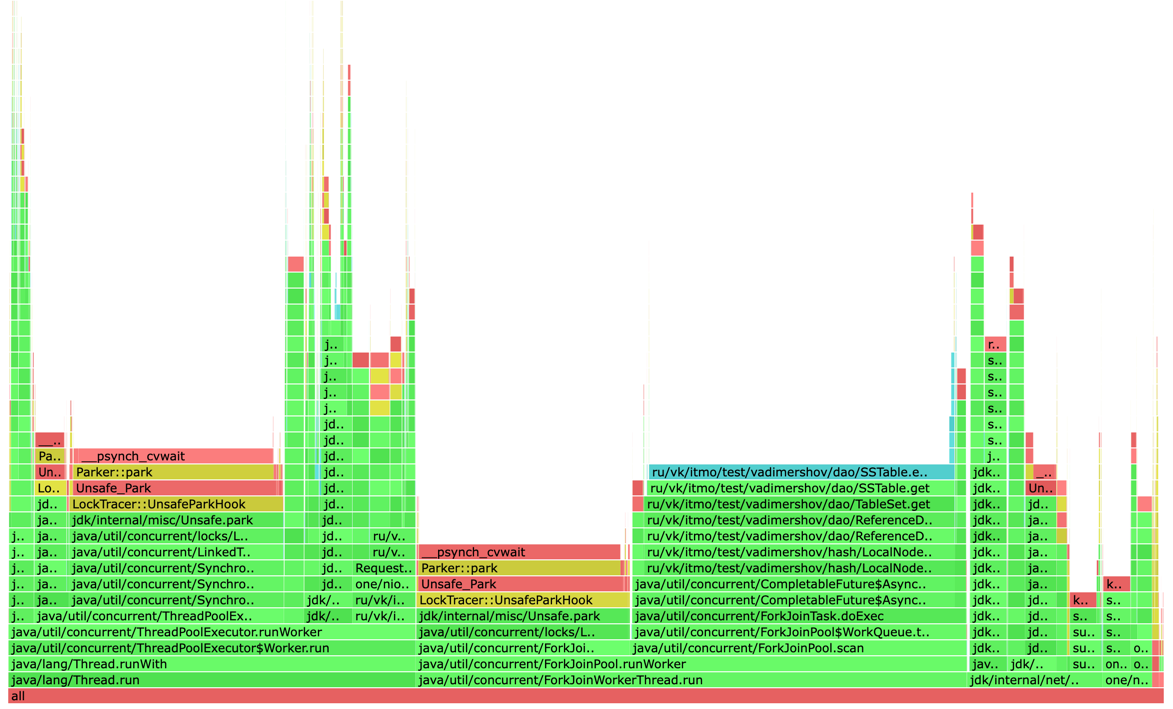 j.. r..
j.. s..
j.. s..
j.. s..
j.. s..
jd.. s..
__.. jd.. s..
Pa.. __psynch_cvwait jd.. j..
Un.. Parker::park jd.. ru/vk/itmo/test/vadimershov/dao/SSTable.e.. jdk.. _..
Lo.. Unsafe_Park jd.. ru/vk/itmo/test/vadimershov/dao/SSTable.get jdk.. Un..
jd.. LockTracer::UnsafeParkHook jd.. ru/vk/itmo/test/vadimershov/dao/TableSet.get jdk.. jd..
ja.. jdk/internal/misc/Unsafe.park jd.. ru/vk/itmo/test/vadimershov/dao/ReferenceD.. jdk.. ja..
j.. ja.. java/util/concurrent/locks/L.. jd.. ru/v.. ru/vk/itmo/test/vadimershov/dao/ReferenceD.. jdk.. ja..
j.. ja.. java/util/concurrent/LinkedT.. jd.. ru/v.. __psynch_cvwait ru/vk/itmo/test/vadimershov/hash/LocalNode.. jdk.. ja..
j.. ja.. java/util/concurrent/Synchro.. jd.. Request.. Parker::park ru/vk/itmo/test/vadimershov/hash/LocalNode.. jdk.. ja..
j.. ja.. java/util/concurrent/Synchro.. jd.. one/nio.. Unsafe_Park java/util/concurrent/CompletableFuture$Async.. jdk.. ja.. k..
j.. ja.. java/util/concurrent/Synchro.. jdk/.. ru/vk/i.. LockTracer::UnsafeParkHook java/util/concurrent/CompletableFuture$Async.. jdk.. jd.. k.. s..
j.. java/util/concurrent/ThreadPoolEx.. jdk/.. ru/vk/i.. jdk/internal/misc/Unsafe.park java/util/concurrent/ForkJoinTask.doExec jdk.. jd.. s.. s..
java/util/concurrent/ThreadPoolExecutor.runWorker java/util/concurrent/locks/L.. java/util/concurrent/ForkJoinPool$WorkQueue.t.. jdk.. jd.. su.. s..
java/util/concurrent/ThreadPoolExecutor$Worker.run java/util/concurrent/ForkJoi.. java/util/concurrent/ForkJoinPool.scan jdk.. jd.. su.. s.. o..
java/lang/Thread.runWith java/util/concurrent/ForkJoinPool.runWorker jav.. jdk/.. su.. on.. o..
java/lang/Thread.run java/util/concurrent/ForkJoinWorkerThread.run jdk/internal/net/.. one/n..
all